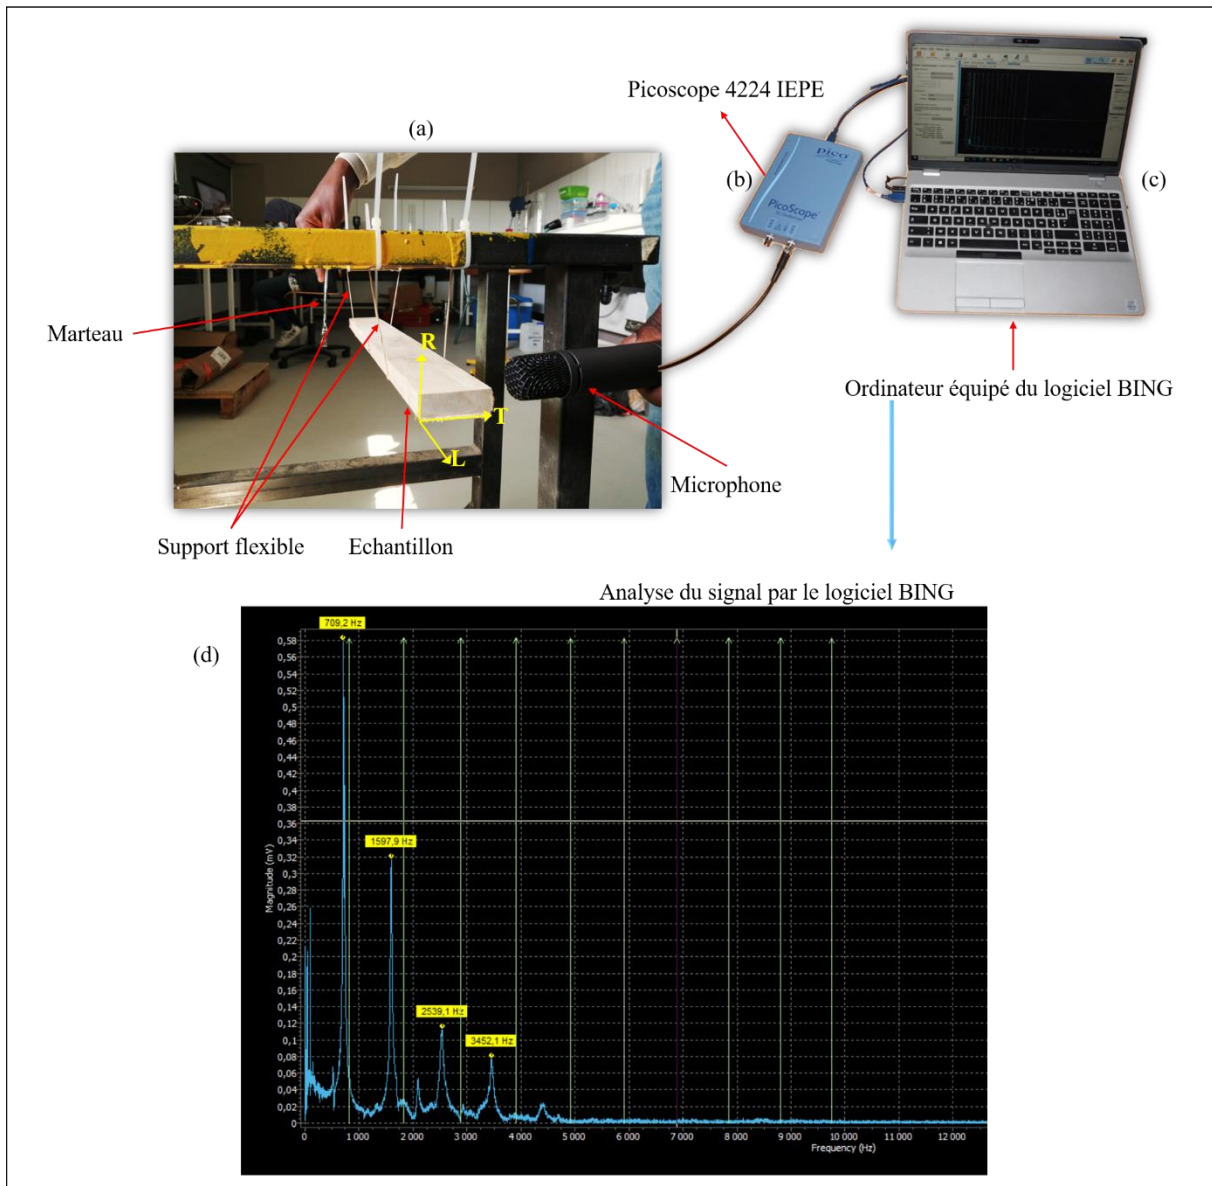 (a)
Picoscope 4224 IEPE
(b)
pico
PicoScope
(c)
Marteau
R
T
L
Ordinateur équipé du logiciel BING
Microphone
Support flexible
Echantillon
Analyse du signal par le logiciel BING
(d)
709,2 Hz
0,58
0,56
0,54
0,52
0,5
0,48
0,46
0,44
0,42
0,4
0,38
0,36
1597,9 Hz
0,34
0,32
0,3
0,28
0,26
0,24
0,22
0,2
0,18
0,16
0,14
2539,1 Hz
0,12
3452,1 Hz
0,1
0,08
0,06
0,04
0,02
0
Magnitude (mV)
0
1 000
2 000
3 000
4 000
5 000
6 000
7 000
8 000
9 000
10 000
11 000
12 000
Frequency (Hz)